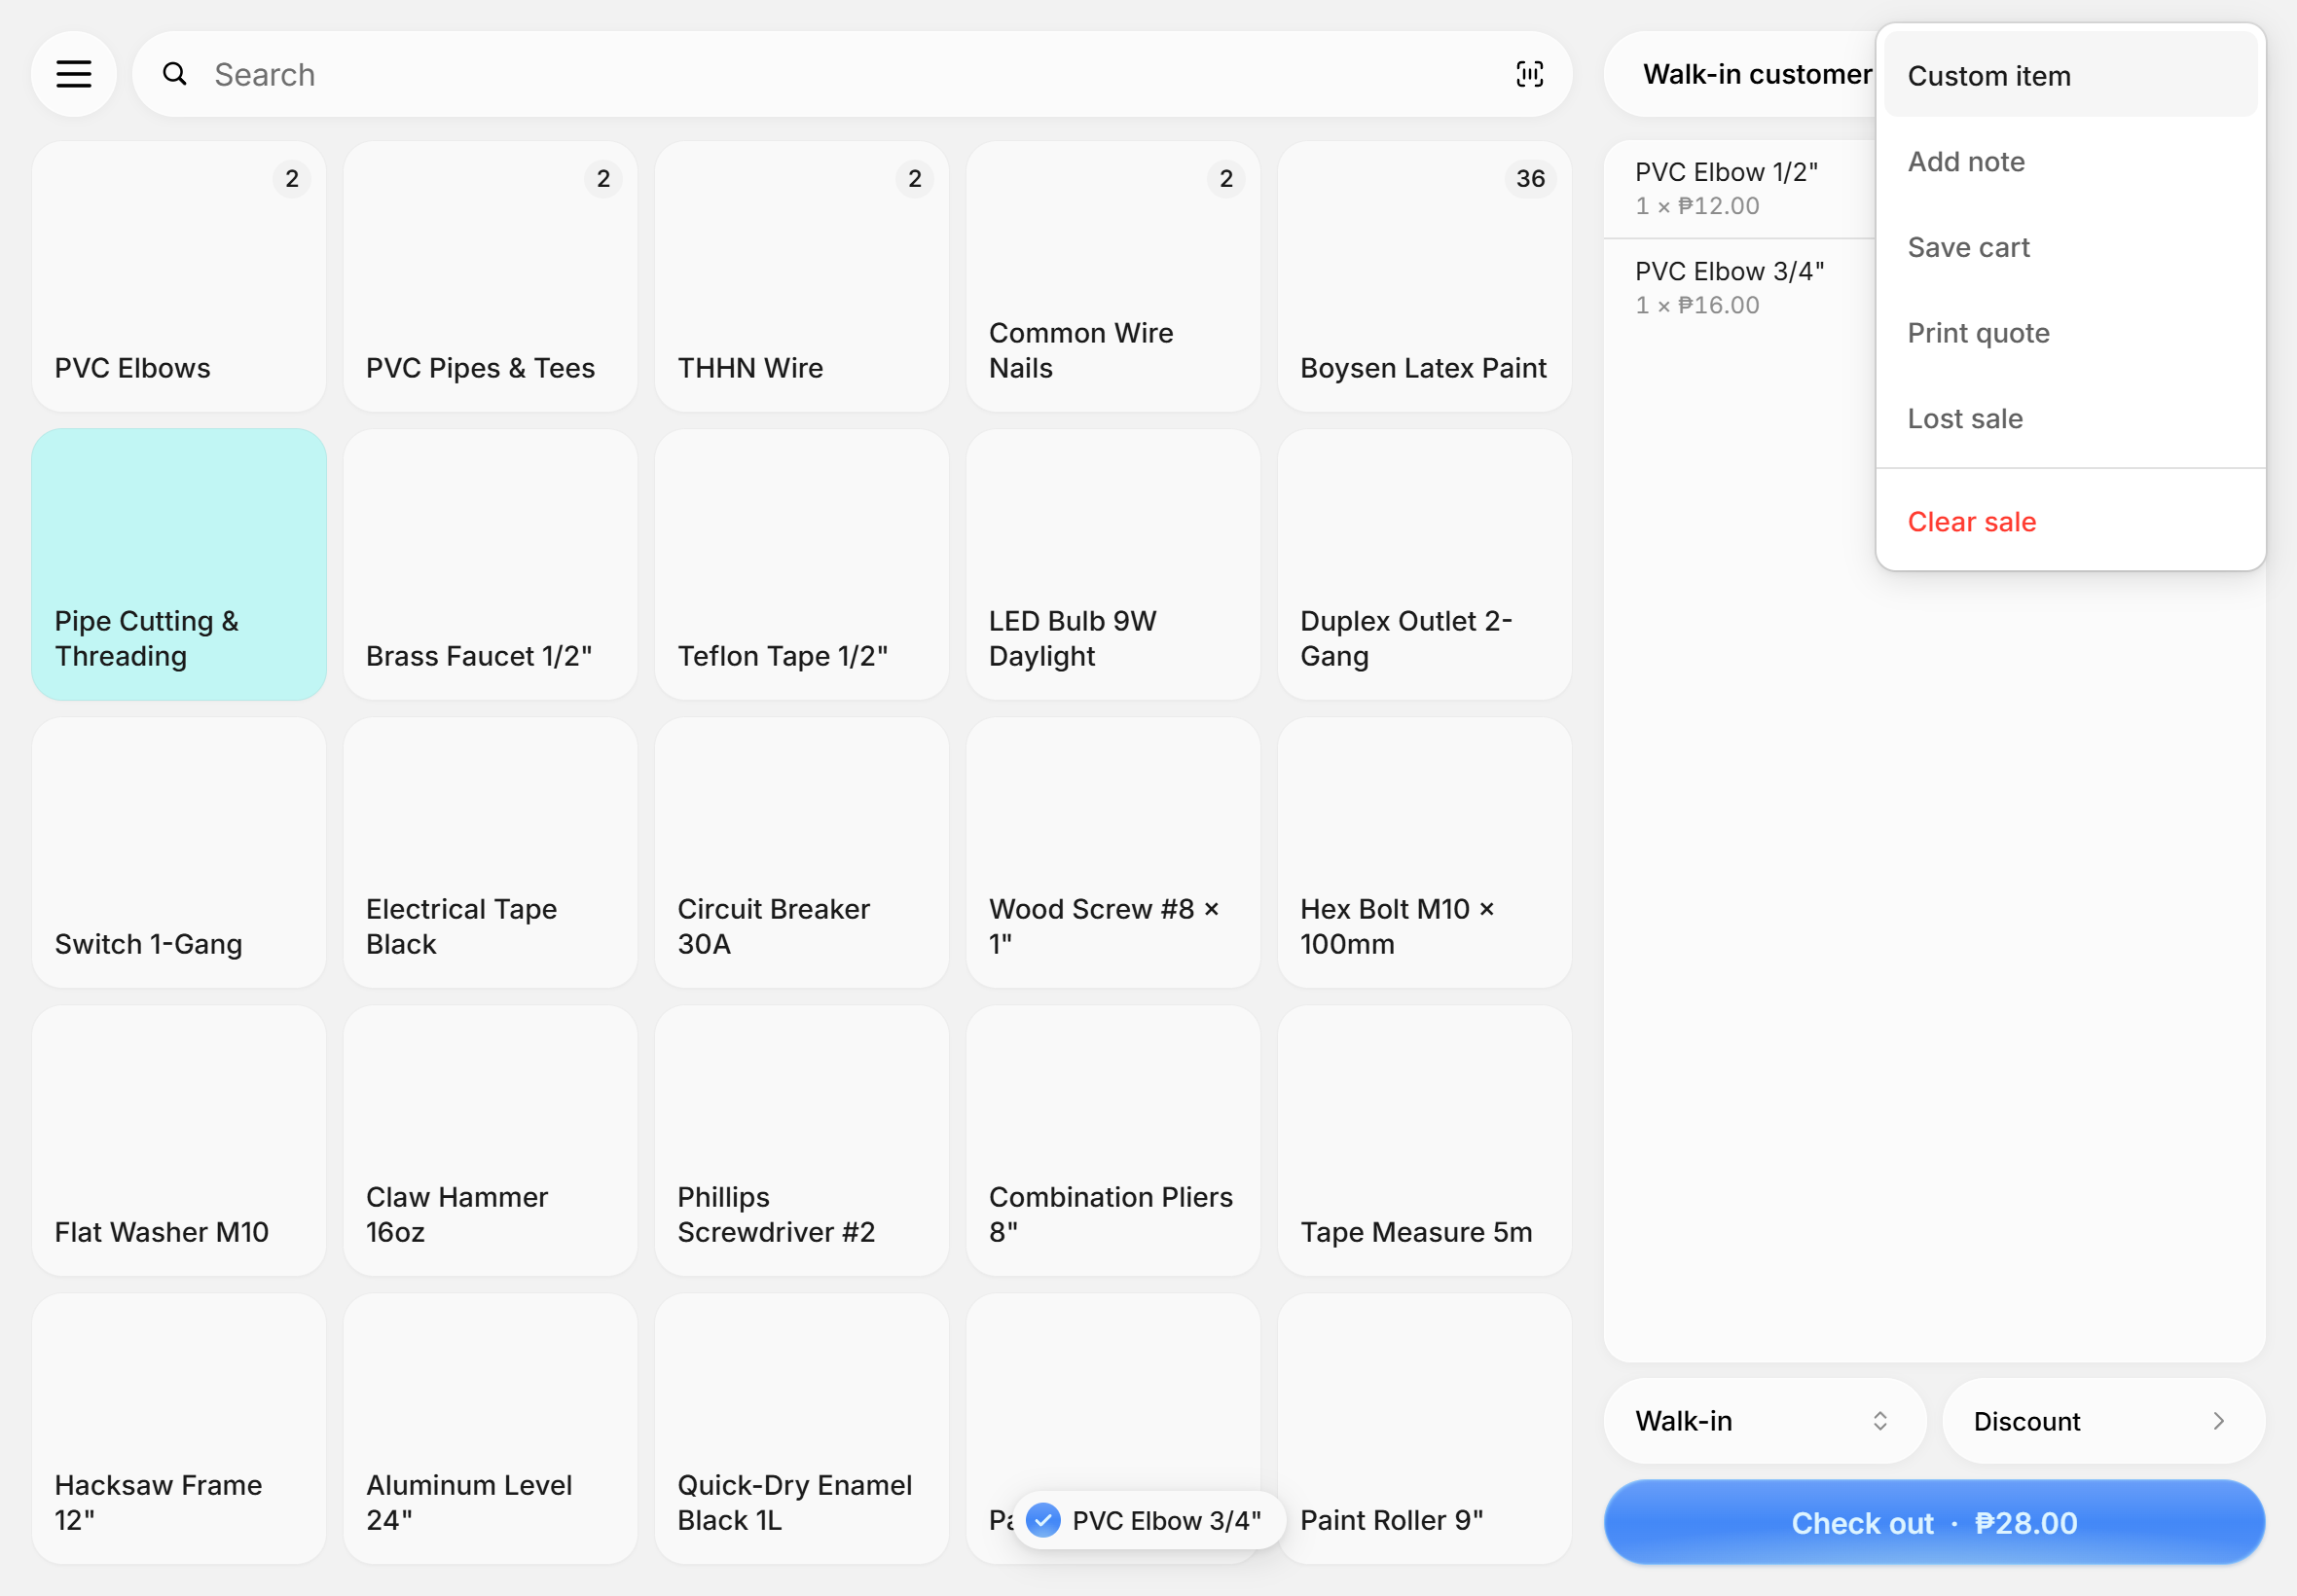 Search
Walk-in customer
Custom item
Add note
Save cart
Print quote
Lost sale
Clear sale
PVC Elbow 1/2"
1 × ₱12.00
PVC Elbow 3/4"
1 × ₱16.00
2
PVC Elbows
2
PVC Pipes & Tees
2
THHN Wire
2
Common Wire
Nails
36
Boysen Latex Paint
Pipe Cutting &
Threading
Brass Faucet 1/2"
Teflon Tape 1/2"
LED Bulb 9W
Daylight
Duplex Outlet 2-
Gang
Switch 1-Gang
Electrical Tape
Black
Circuit Breaker
30A
Wood Screw #8 ×
1"
Hex Bolt M10 ×
100mm
Flat Washer M10
Claw Hammer
16oz
Phillips
Screwdriver #2
Combination Pliers
8"
Tape Measure 5m
Hacksaw Frame
12"
Aluminum Level
24"
Quick-Dry Enamel
Black 1L
PVC Elbow 3/4"
Paint Roller 9"
Walk-in
Discount
Check out · ₱28.00